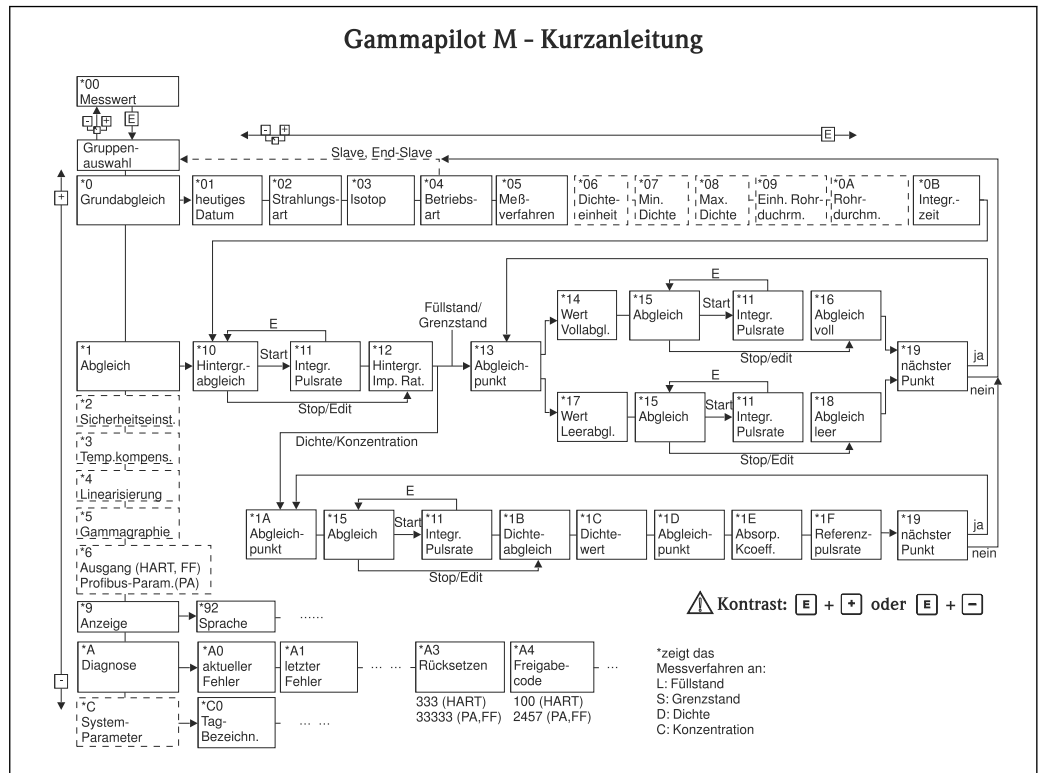 Gammapilot M - Kurzanleitung
*00
Messwert
- +
E
Gruppen-
auswahl
- +
E
Slave, End-Slave
+
*0
Grundabgleich
*01
heutiges
Datum
*02
Strahlungs-
art
*03
Isotop
*04
Betriebs-
art
*05
Meß-
verfahren
*06
Dichte-
einheit
*07
Min.
Dichte
*08
Max.
Dichte
*09
Einh. Rohr-
duchrm.
*0A
Rohr-
durchm.
*0B
Integr.-
zeit
*1
Abgleich
*10
Hintergr.-
abgleich
E
Start
*11
Integr.
Pulsrate
*12
Hintergr.
Imp. Rat.
Stop/Edit
Füllstand/
Grenzstand
*13
Abgleich-
punkt
*14
Wert
Vollabgl.
*15
Abgleich
E
Start
*11
Integr.
Pulsrate
*16
Abgleich
voll
Stop/edit
*17
Wert
Leerabgl.
*15
Abgleich
E
Start
*11
Integr.
Pulsrate
*18
Abgleich
leer
Stop/Edit
*19
nächster
Punkt
ja
nein
Dichte/Konzentration
*2
Sicherheitseinst.
*3
Temp.kompens.
*4
Linearisierung
*5
Gammagraphie
*6
Ausgang (HART, FF)
Profibus-Param.(PA)
*1A
Abgleich-
punkt
*15
Abgleich
E
Start
*11
Integr.
Pulsrate
*1B
Dichte-
abgleich
Stop/Edit
*1C
Dichte-
wert
*1D
Abgleich-
punkt
*1E
Absorp.
Kcoeff.
*1F
Referenz-
pulsrate
*19
nächster
Punkt
ja
nein
Kontrast: E + + oder E + −
*9
Anzeige
*92
Sprache
......
*A
Diagnose
*A0
aktueller
Fehler
*A1
letzter
Fehler
... ...
*A3
Rücksetzen
333 (HART)
33333 (PA,FF)
*A4
Freigabe-
code
100 (HART)
2457 (PA,FF)
...
-
*C
System-
Parameter
*C0
Tag-
Bezeichn.
... ...
*zeigt das
Messverfahren an:
L: Füllstand
S: Grenzstand
D: Dichte
C: Konzentration